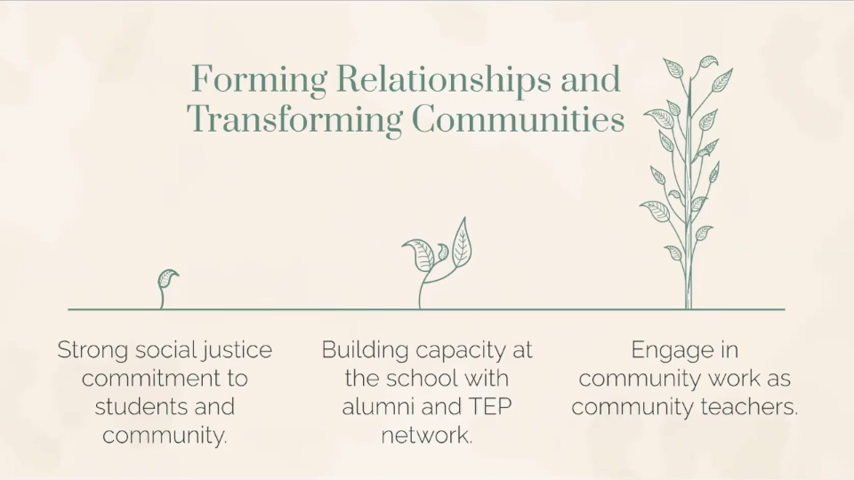 Forming Relationships and
Transforming Communities
Strong social justice
commitment to
students and
community.
Building capacity at
the school with
alumni and TEP
network.
Engage in
community work as
community teachers.